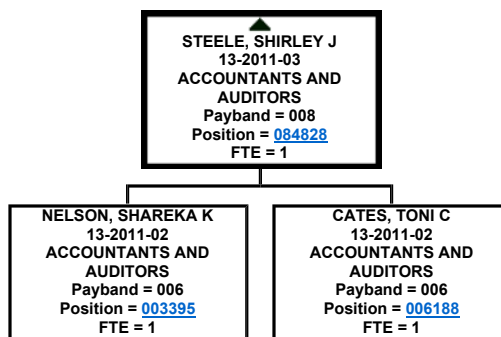 STEELE, SHIRLEY J
13-2011-03
ACCOUNTANTS AND
AUDITORS
Payband = 008
Position = 084828
FTE = 1
NELSON, SHAREKA K
13-2011-02
ACCOUNTANTS AND
AUDITORS
Payband = 006
Position = 003395
FTE = 1
CATES, TONI C
13-2011-02
ACCOUNTANTS AND
AUDITORS
Payband = 006
Position = 006188
FTE = 1